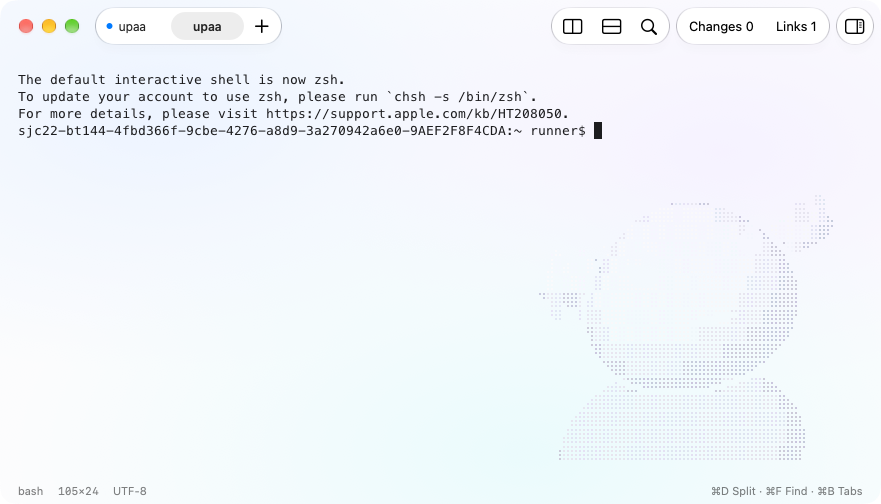 upaa
upaa
Changes 0
Links 1
The default interactive shell is now zsh.
To update your account to use zsh, please run `chsh -s /bin/zsh`.
For more details, please visit https://support.apple.com/kb/HT208050.
sjc22-bt144-4fbd366f-9cbe-4276-a8d9-3a270942a6e0-9AEF2F8F4CDA:~ runner$
bash 105×24 UTF-8
⌘D Split · ⌘F Find · ⌘B Tabs